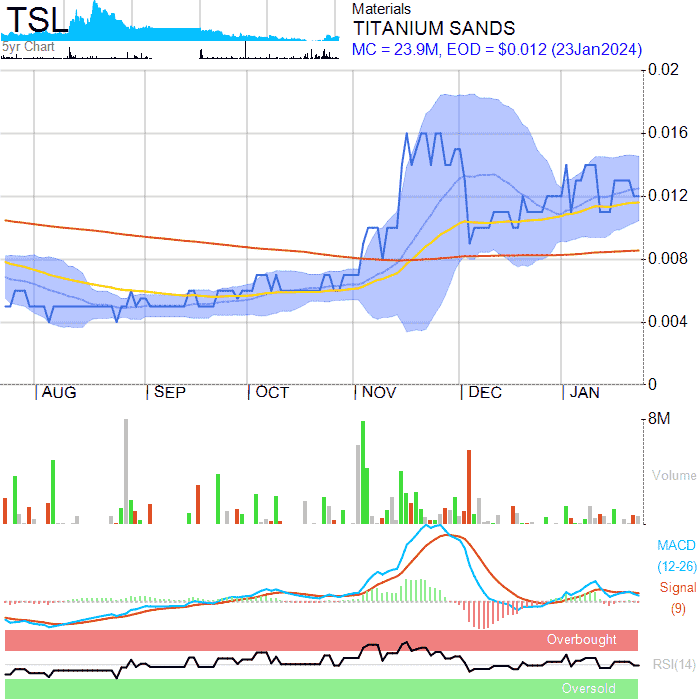 TSL
5yr Chart
Materials
TITANIUM SANDS
MC = 23.9M, EOD = $0.012 (23Jan2024)
0.02
0.016
0.012
0.008
0.004
0
AUG SEP OCT NOV DEC JAN
8M
Volume
MACD
(12-26)
Signal
(9)
Overbought
RSI(14)
Oversold